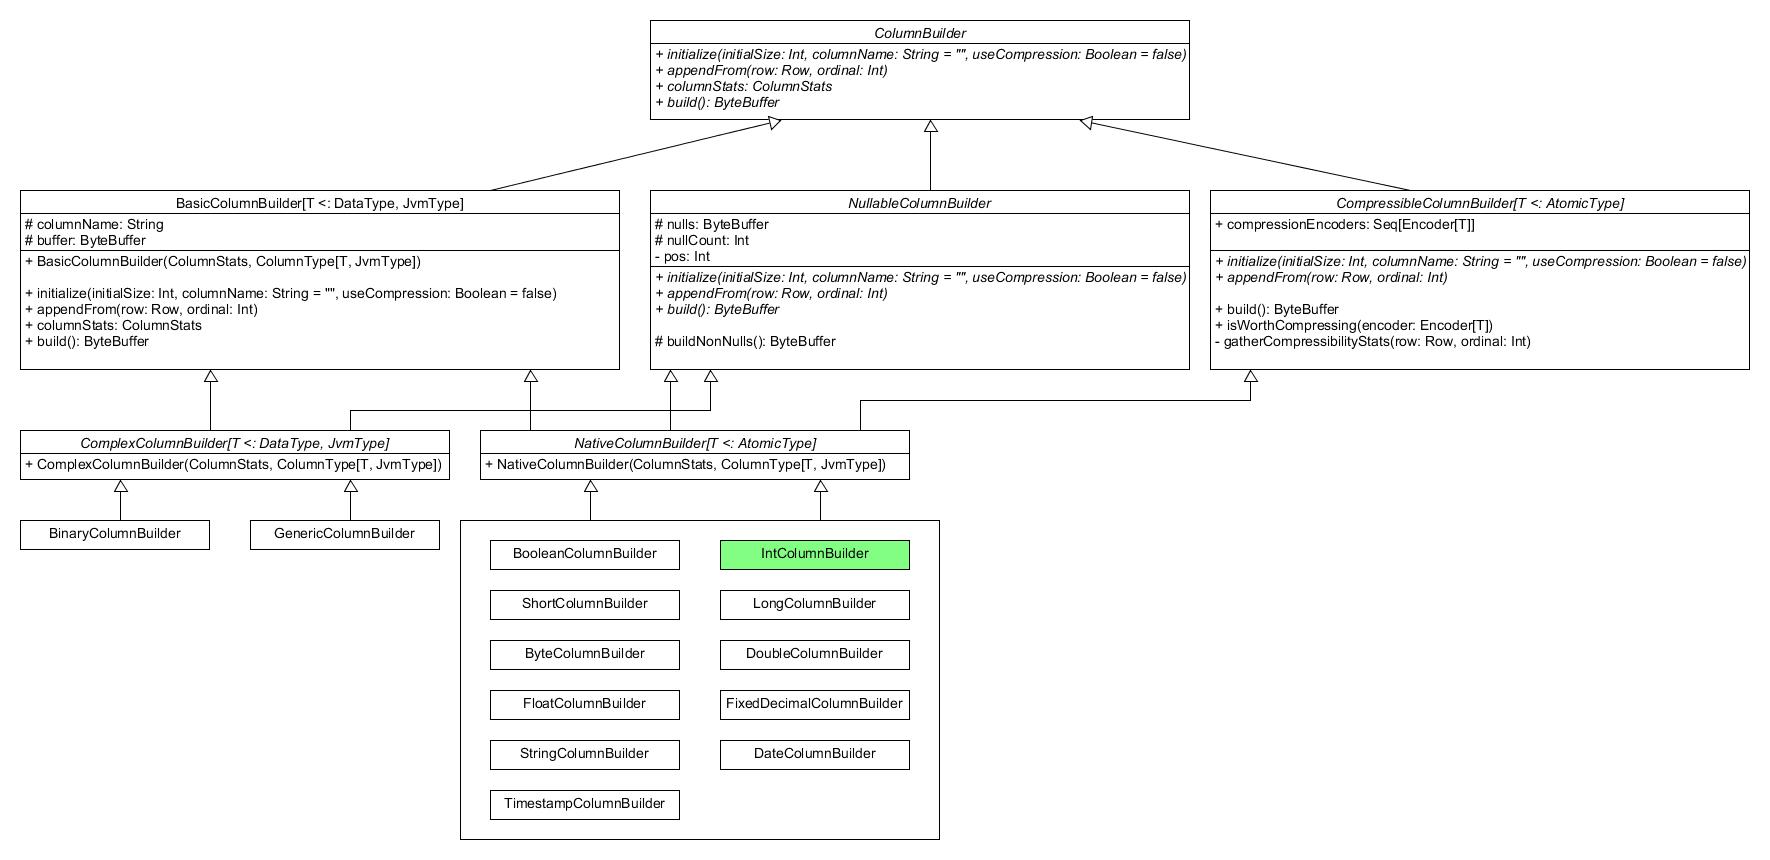 ColumnBuilder
+ initialize(initialSize: Int, columnName: String = "", useCompression: Boolean = false)
+ appendFrom(row: Row, ordinal: Int)
+ columnStats: ColumnStats
+ build(): ByteBuffer
BasicColumnBuilder[T <: DataType, JvmType]
# columnName: String
# buffer: ByteBuffer
+ BasicColumnBuilder(ColumnStats, ColumnType[T, JvmType])
+ initialize(initialSize: Int, columnName: String = "", useCompression: Boolean = false)
+ appendFrom(row: Row, ordinal: Int)
+ columnStats: ColumnStats
+ build(): ByteBuffer
NullableColumnBuilder
# nulls: ByteBuffer
# nullCount: Int
- pos: Int
+ initialize(initialSize: Int, columnName: String = "", useCompression: Boolean = false)
+ appendFrom(row: Row, ordinal: Int)
+ build(): ByteBuffer
# buildNonNulls(): ByteBuffer
CompressibleColumnBuilder[T <: AtomicType]
+ compressionEncoders: Seq[Encoder[T]]
+ initialize(initialSize: Int, columnName: String = "", useCompression: Boolean = false)
+ appendFrom(row: Row, ordinal: Int)
+ build(): ByteBuffer
+ isWorthCompressing(encoder: Encoder[T])
- gatherCompressibilityStats(row: Row, ordinal: Int)
ComplexColumnBuilder[T <: DataType, JvmType]
+ ComplexColumnBuilder(ColumnStats, ColumnType[T, JvmType])
NativeColumnBuilder[T <: AtomicType]
+ NativeColumnBuilder(ColumnStats, ColumnType[T, JvmType])
BinaryColumnBuilder
GenericColumnBuilder
BooleanColumnBuilder
IntColumnBuilder
ShortColumnBuilder
LongColumnBuilder
ByteColumnBuilder
DoubleColumnBuilder
FloatColumnBuilder
FixedDecimalColumnBuilder
StringColumnBuilder
DateColumnBuilder
TimestampColumnBuilder